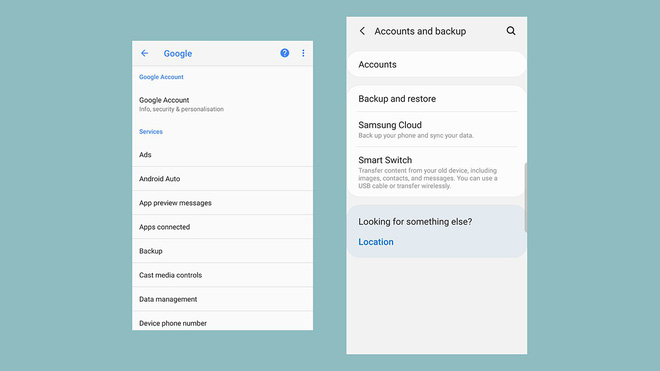 Google
Google Account
Google Account
Info, security & personalisation
Services
Ads
Android Auto
App preview messages
Apps connected
Backup
Cast media controls
Data management
Device phone number
Accounts and backup
Accounts
Backup and restore
Samsung Cloud
Back up your phone and sync your data.
Smart Switch
Transfer content from your old device, including
images, contacts, and messages. You can use a
USB cable or transfer wirelessly.
Looking for something else?
Location